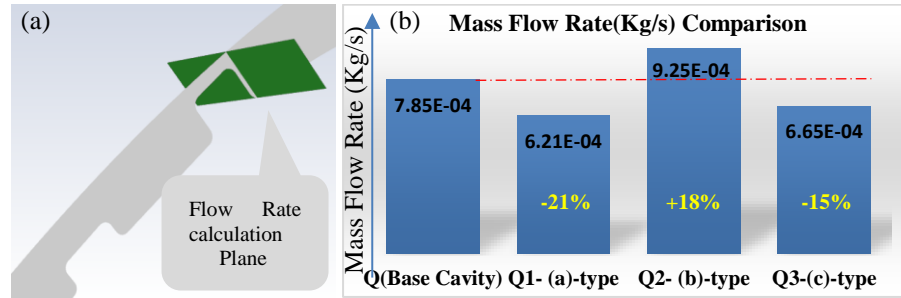 (a)
Flow Rate
calculation
Plane
(b)
Mass Flow Rate(Kg/s) Comparison
Mass Flow Rate (Kg/s)
7.85E-04
6.21E-04
9.25E-04
6.65E-04
-21%
+18%
-15%
Q(Base Cavity) Q1- (a)-type Q2- (b)-type Q3-(c)-type